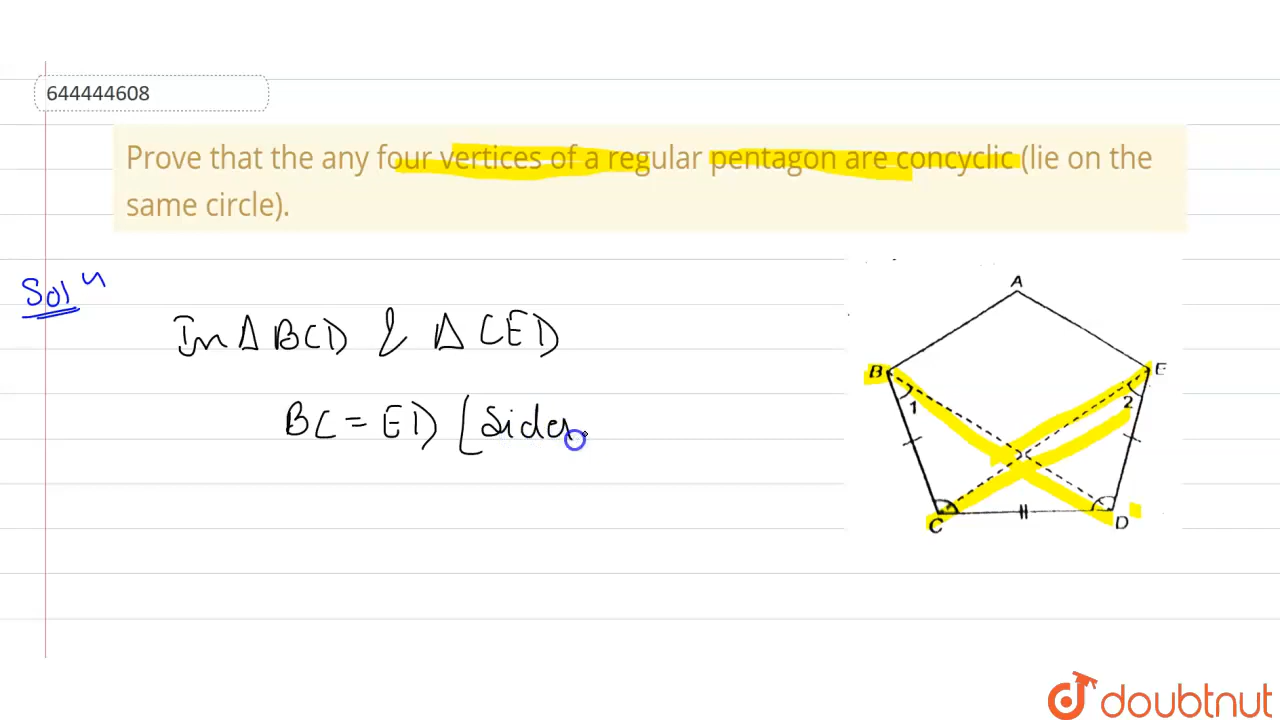 644444608
Prove that the any four vertices of a regular pentagon are concyclic (lie on the
same circle).
Solⁿ
In Δ BCD & Δ CED
BC = ED [Sides
A
B
E
1
2
C
D
doubtnut